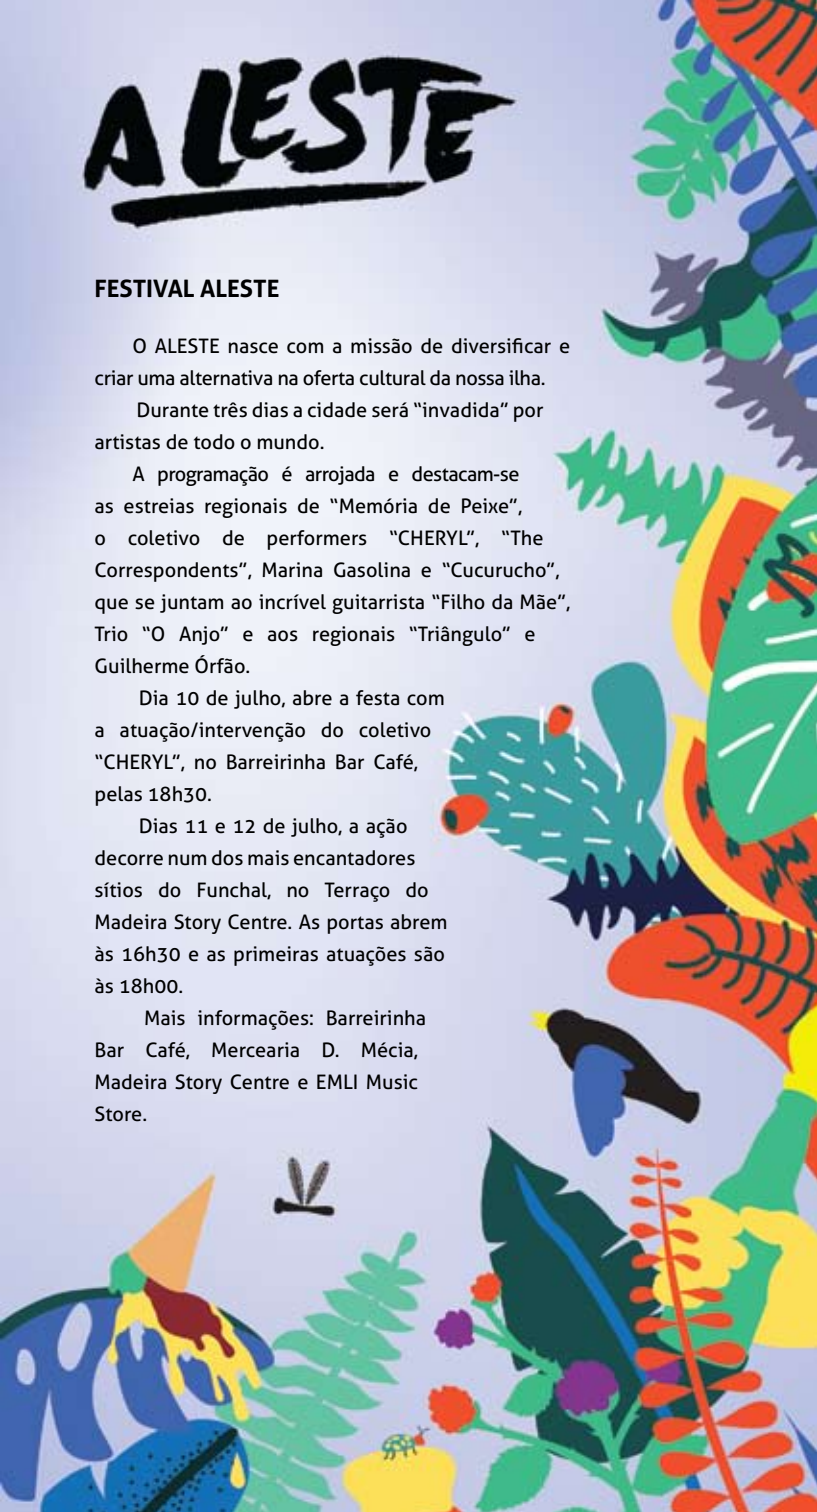 ALESTE
FESTIVAL ALESTE
O ALESTE nasce com a missão de diversificar e
criar uma alternativa na oferta cultural da nossa ilha.
Durante três dias a cidade será “invadida” por
artistas de todo o mundo.
A programação é arrojada e destacam-se
as estreias regionais de “Memória de Peixe”,
o coletivo de performers “CHERYL”, “The
Correspondents”, Marina Gasolina e “Cucurucho”,
que se juntam ao incrível guitarrista “Filho da Mãe”,
Trio “O Anjo” e aos regionais “Triângulo” e
Guilherme Órfão.
Dia 10 de julho, abre a festa com
a atuação/intervenção do coletivo
“CHERYL”, no Barreirinha Bar Café,
pelas 18h30.
Dias 11 e 12 de julho, a ação
decorre num dos mais encantadores
sítios do Funchal, no Terraço do
Madeira Story Centre. As portas abrem
às 16h30 e as primeiras atuações são
às 18h00.
Mais informações: Barreirinha
Bar Café, Mercearia D. Mécia,
Madeira Story Centre e EMLI Music
Store.